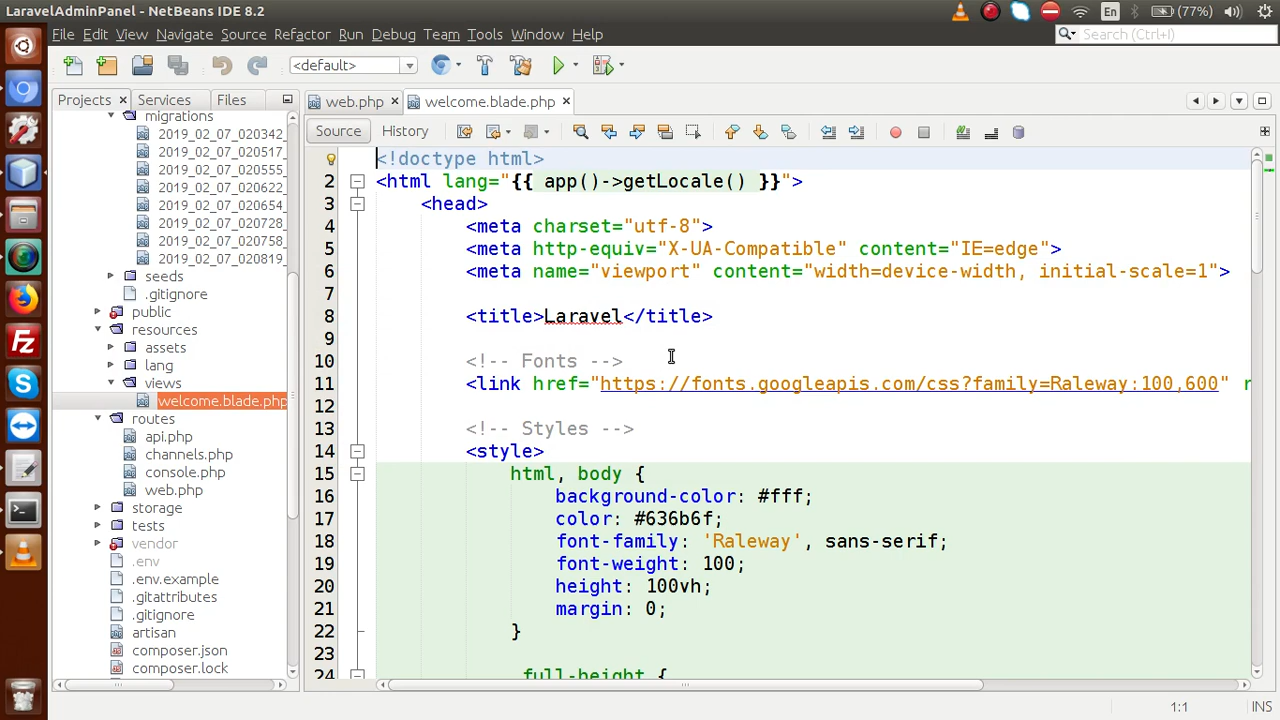 LaravelAdminPanel - NetBeans IDE 8.2
En
(77%)
File Edit View Navigate Source Refactor Run Debug Team Tools Window Help
Search (Ctrl+I)
<default>
Projects
Services
Files
web.php
welcome.blade.php
Source
History
migrations
2019_02_07_020342_
2019_02_07_020517_
2019_02_07_020555_
2019_02_07_020622_
2019_02_07_020654_
2019_02_07_020728_
2019_02_07_020758_
2019_02_07_020819_
seeds
.gitignore
public
resources
assets
lang
views
welcome.blade.php
routes
api.php
channels.php
console.php
web.php
storage
tests
vendor
.env
.env.example
.gitattributes
.gitignore
artisan
composer.json
composer.lock
<!doctype html>
2 <html lang="{{ app()->getLocale() }}">
3 <head>
4 <meta charset="utf-8">
5 <meta http-equiv="X-UA-Compatible" content="IE=edge">
6 <meta name="viewport" content="width=device-width, initial-scale=1">
7
8 <title>Laravel</title>
9
10 <!-- Fonts -->
11 <link href="https://fonts.googleapis.com/css?family=Raleway:100,600" r
12
13 <!-- Styles -->
14 <style>
15 html, body {
16 background-color: #fff;
17 color: #636b6f;
18 font-family: 'Raleway', sans-serif;
19 font-weight: 100;
20 height: 100vh;
21 margin: 0;
22 }
23
24 .full-height {
1:1
INS